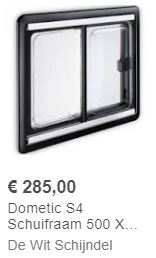 € 285,00
Dometic S4
Schuifraam 500 X...
De Wit Schijndel